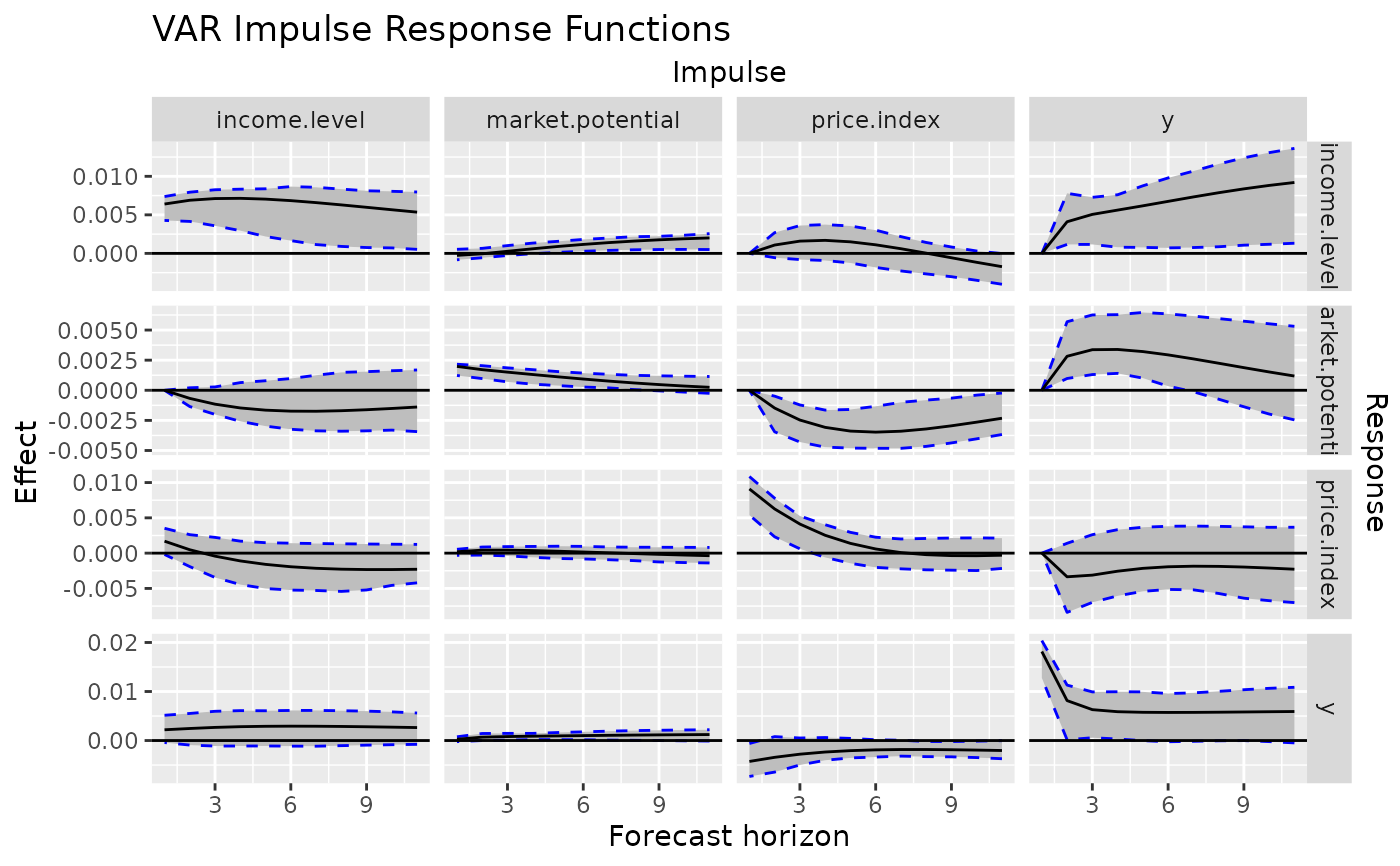 VAR Impulse Response Functions
Impulse
income.level market.potential price.index y
0.010
0.005
0.000
income.level
0.0050
0.0025
0.0000
-0.0025
-0.0050
arket.potenti
0.010
0.005
0.000
-0.005
price.index
0.02
0.01
0.00
y
Effect
Response
3 6 9 3 6 9 3 6 9 3 6 9
Forecast horizon